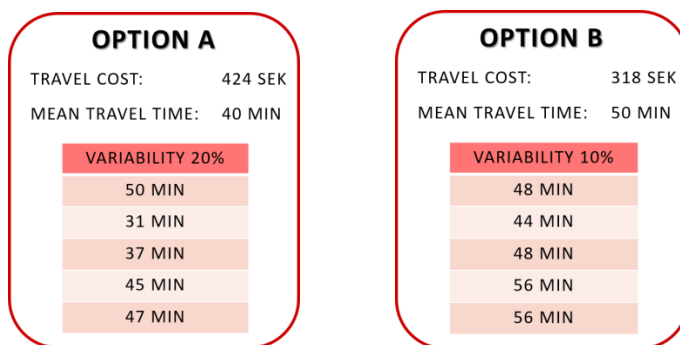 OPTION A
TRAVEL COST: 424 SEK
MEAN TRAVEL TIME: 40 MIN
VARIABILITY 20%
50 MIN
31 MIN
37 MIN
45 MIN
47 MIN
OPTION B
TRAVEL COST: 318 SEK
MEAN TRAVEL TIME: 50 MIN
VARIABILITY 10%
48 MIN
44 MIN
48 MIN
56 MIN
56 MIN